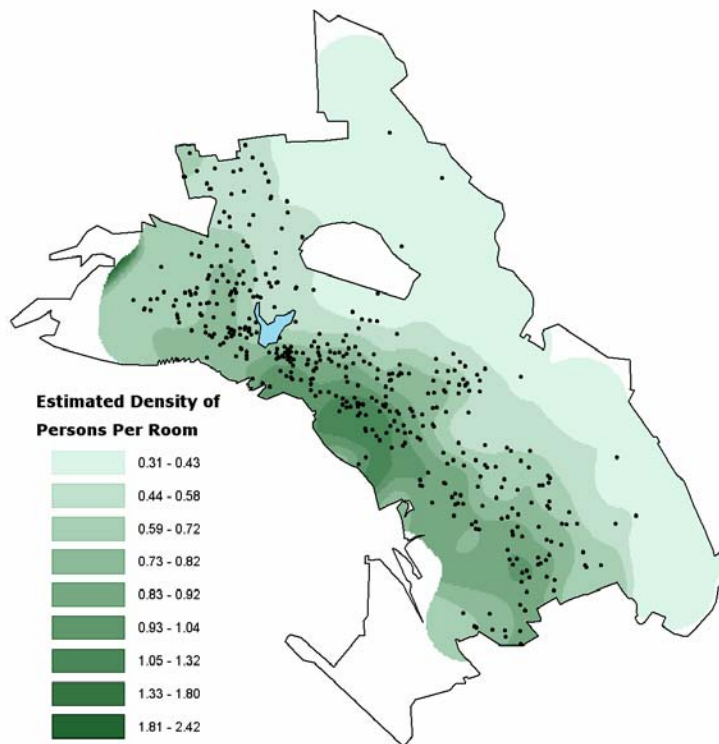 Estimated Density of
Persons Per Room
0.31 - 0.43
0.44 - 0.58
0.59 - 0.72
0.73 - 0.82
0.83 - 0.92
0.93 - 1.04
1.05 - 1.32
1.33 - 1.80
1.81 - 2.42